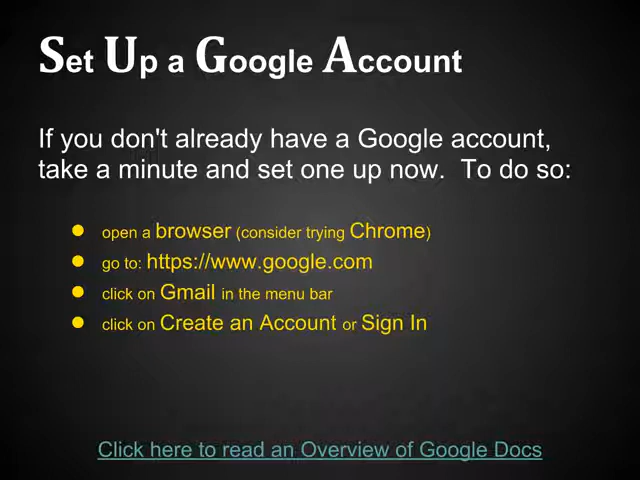 Set Up a Google Account
If you don't already have a Google account,
take a minute and set one up now.  To do so:
● open a browser (consider trying Chrome)
● go to: https://www.google.com
● click on Gmail in the menu bar
● click on Create an Account or Sign In
Click here to read an Overview of Google Docs